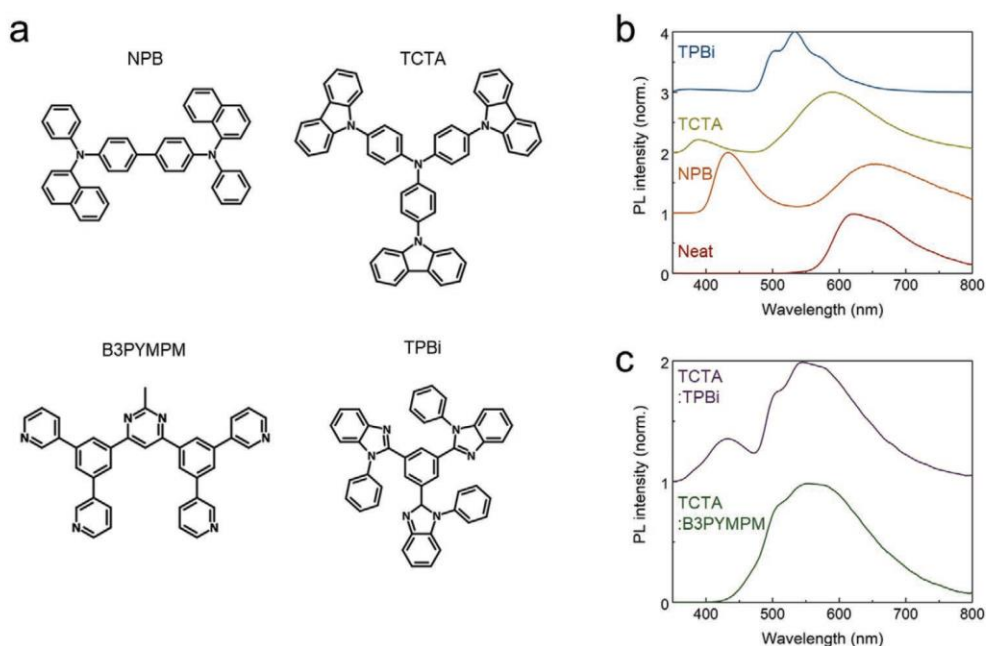 a
NPB
TCTA
N
N
N
N
N
N
B3PYMPM
TPBi
N
N
N
N
N
N
N
N
N
N
N
N
b
PL intensity (norm.)
4
3
2
1
0
TPBi
TCTA
NPB
Neat
400
500
600
700
800
Wavelength (nm)
c
PL intensity (norm.)
2
1
0
TCTA
:TPBi
TCTA
:B3PYMPM
400
500
600
700
800
Wavelength (nm)